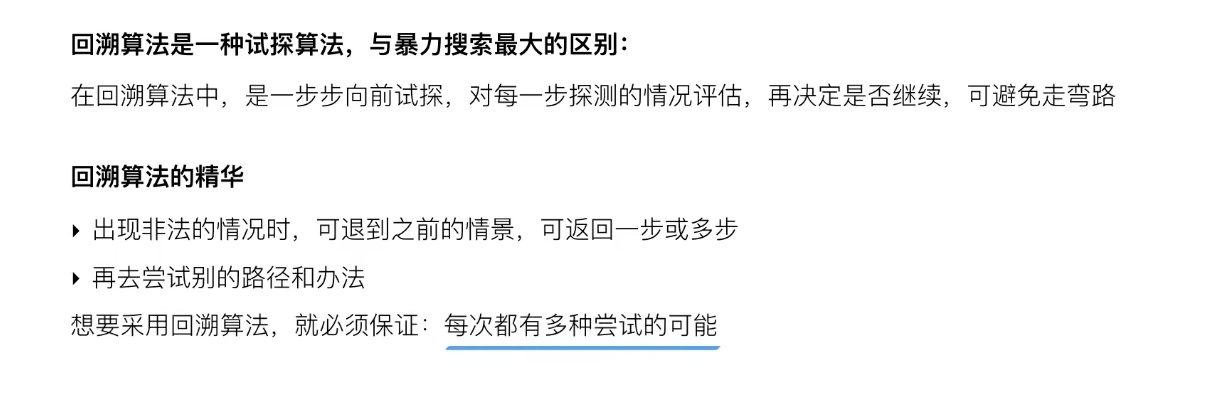 回溯算法是一种试探算法，与暴力搜索最大的区别：
在回溯算法中，是一步步向前试探，对每一步探测的情况评估，再决定是否继续，可避免走弯路
回溯算法的精华
出现非法的情况时，可退到之前的情景，可返回一步或多步
再去尝试别的路径和办法
想要采用回溯算法，就必须保证：每次都有多种尝试的可能